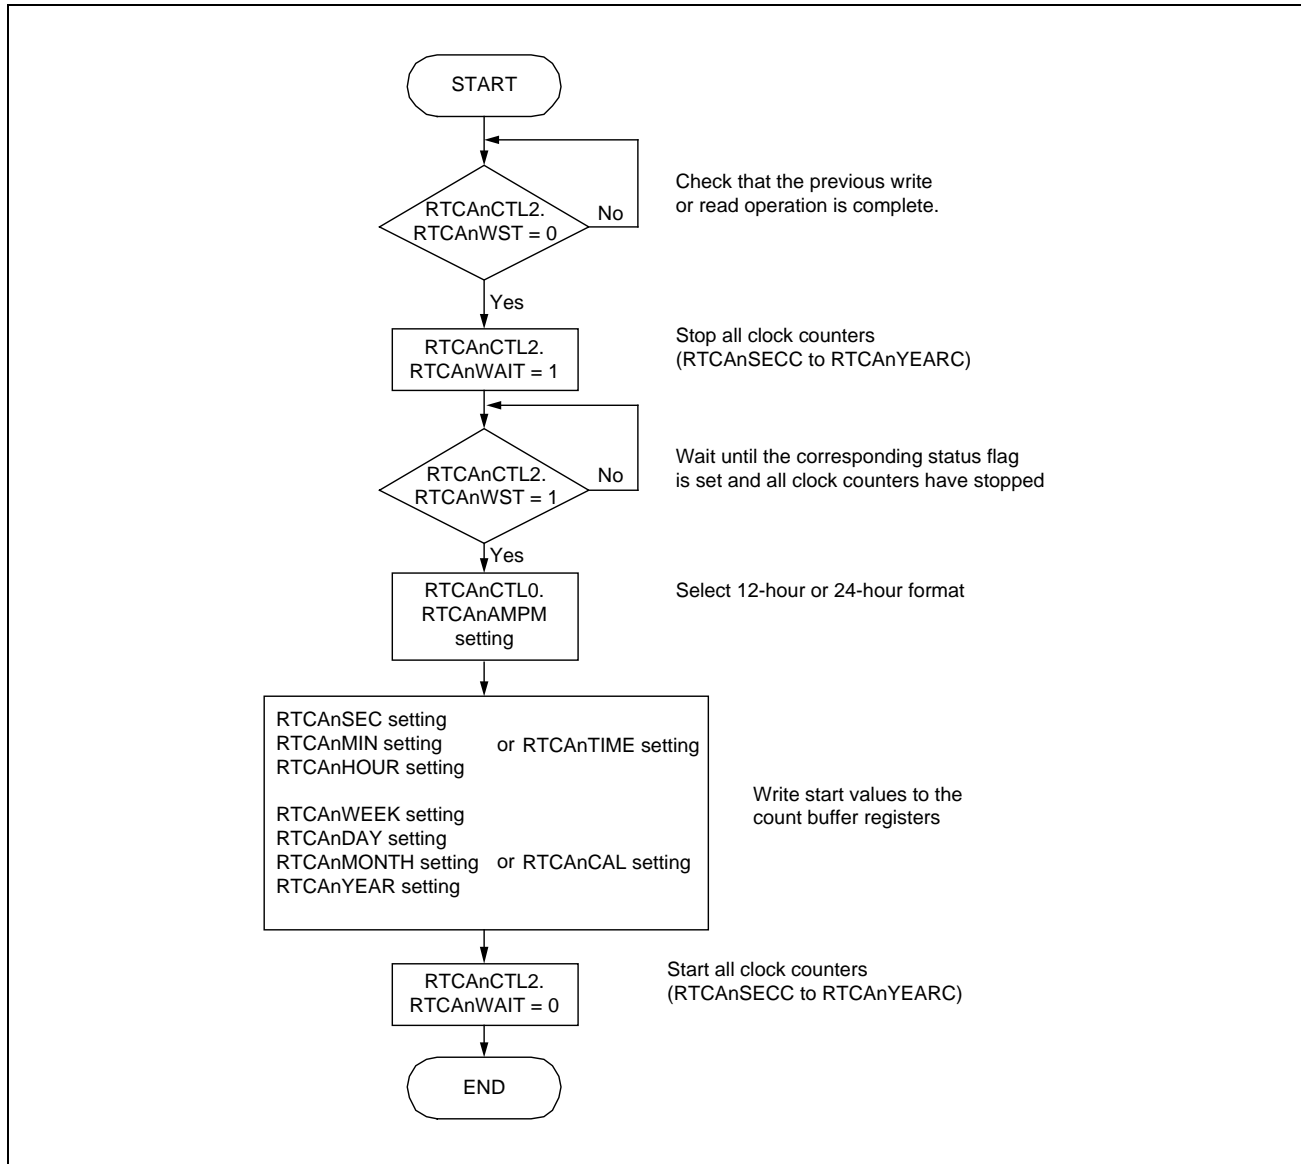 START
RTCAnCTL2.
RTCAnWST = 0
No
Check that the previous write
or read operation is complete.
Yes
RTCAnCTL2.
RTCAnWAIT = 1
Stop all clock counters
(RTCAnSECC to RTCAnYEARC)
RTCAnCTL2.
RTCAnWST = 1
No
Wait until the corresponding status flag
is set and all clock counters have stopped
Yes
RTCAnCTL0.
RTCAnAMPM
setting
Select 12-hour or 24-hour format
RTCAnSEC setting
RTCAnMIN setting or RTCAnTIME setting
RTCAnHOUR setting
RTCAnWEEK setting
RTCAnDAY setting
RTCAnMONTH setting or RTCAnCAL setting
RTCAnYEAR setting
Write start values to the
count buffer registers
RTCAnCTL2.
RTCAnWAIT = 0
Start all clock counters
(RTCAnSECC to RTCAnYEARC)
END